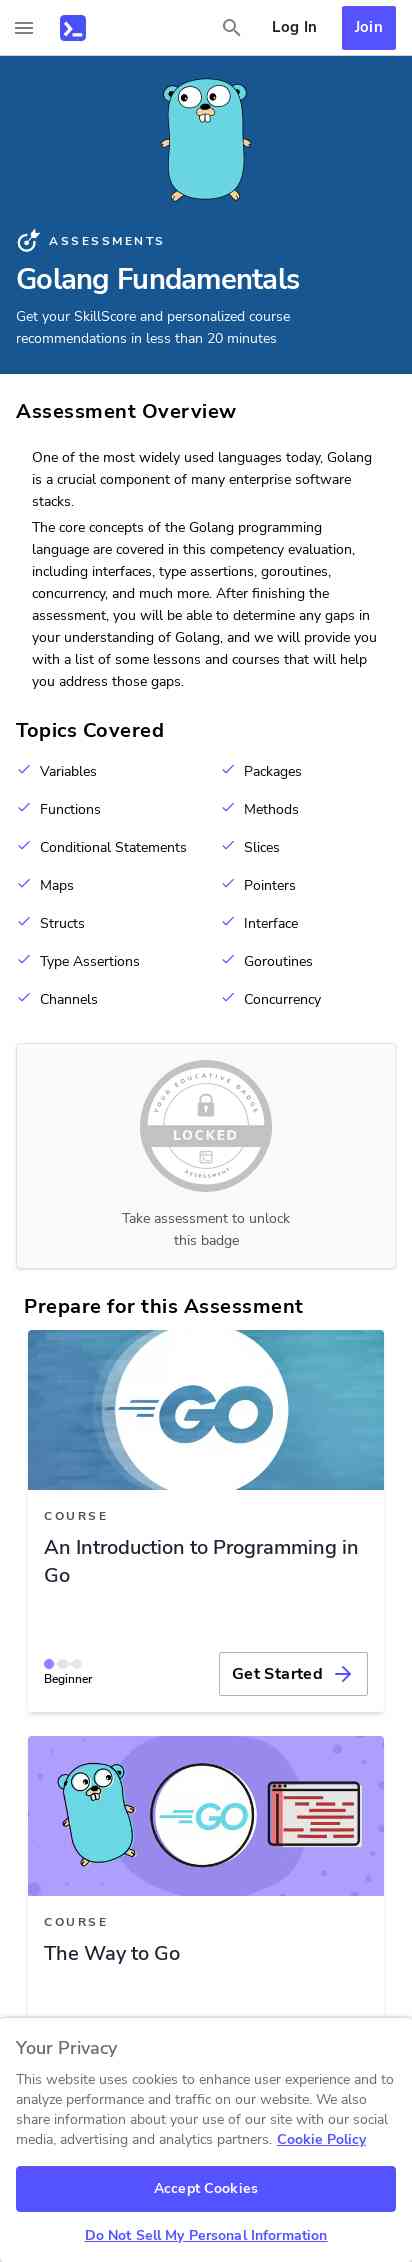 Log In
Join
ASSESSMENTS
Golang Fundamentals
Get your SkillScore and personalized course
recommendations in less than 20 minutes
Assessment Overview
One of the most widely used languages today, Golang
is a crucial component of many enterprise software
stacks.
The core concepts of the Golang programming
language are covered in this competency evaluation,
including interfaces, type assertions, goroutines,
concurrency, and much more. After finishing the
assessment, you will be able to determine any gaps in
your understanding of Golang, and we will provide you
with a list of some lessons and courses that will help
you address those gaps.
Topics Covered
Variables
Packages
Functions
Methods
Conditional Statements
Slices
Maps
Pointers
Structs
Interface
Type Assertions
Goroutines
Channels
Concurrency
YOUR EDUCATIVE BADGE
LOCKED
ASSESSMENT
Take assessment to unlock
this badge
Prepare for this Assessment
GO
COURSE
An Introduction to Programming in
Go
Beginner
Get Started
GO
COURSE
The Way to Go
Your Privacy
This website uses cookies to enhance user experience and to
analyze performance and traffic on our website. We also
share information about your use of our site with our social
media, advertising and analytics partners. Cookie Policy
Accept Cookies
Do Not Sell My Personal Information